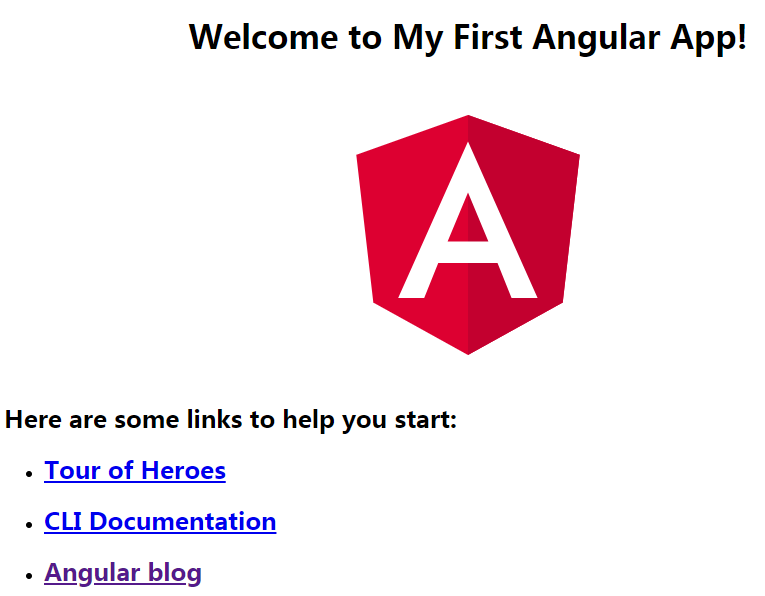 Welcome to My First Angular App!
A
Here are some links to help you start:
Tour of Heroes
CLI Documentation
Angular blog